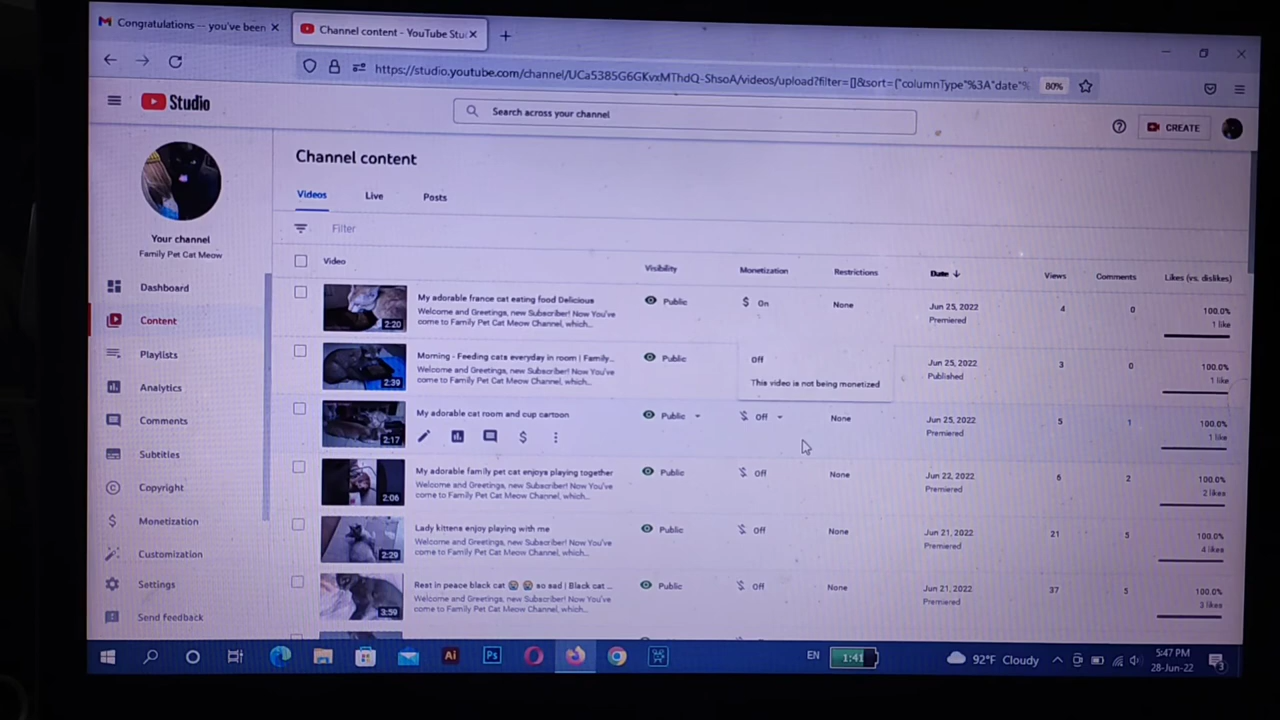 Congratulations — you've been
Channel content - YouTube Stu
https://studio.youtube.com/channel/UCa5385G6GKvxMThdQ-ShsoA/videos/upload?filter=[]&sort={"columnType"%3A"date"%
80%
Studio
Search across your channel
CREATE
Channel content
Videos Live Posts
Filter
Your channel
Family Pet Cat Meow
Dashboard
Content
Playlists
Analytics
Comments
Subtitles
Copyright
Monetization
Customization
Settings
Send feedback
Video Visibility Monetization Restrictions Date Views Comments Likes (vs. dislikes)
2:20
My adorable france cat eating food Delicious
Welcome and Greetings, new Subscriber! Now You've
come to Family Pet Cat Meow Channel, which...
Public $ On None Jun 25, 2022 4 0 100.0%
Premiered 1 like
2:39
Morning - Feeding cats everyday in room | Family...
Welcome and Greetings, new Subscriber! Now You've
come to Family Pet Cat Meow Channel, which...
Public Jun 25, 2022 3 0 100.0%
Published 1 like
Off
This video is not being monetized
2:17
My adorable cat room and cup cartoon
Public Off None Jun 25, 2022 5 1 100.0%
Premiered 1 like
2:06
My adorable family pet cat enjoys playing together
Welcome and Greetings, new Subscriber! Now You've
come to Family Pet Cat Meow Channel, which...
Public Off None Jun 22, 2022 6 2 100.0%
Premiered 2 likes
2:29
Lady kittens enjoy playing with me
Welcome and Greetings, new Subscriber! Now You've
come to Family Pet Cat Meow Channel, which...
Public Off None Jun 21, 2022 21 5 100.0%
Premiered 4 likes
3:59
Rest in peace black cat 😭 😭 so sad | Black cat ...
Welcome and Greetings, new Subscriber! Now You've
come to Family Pet Cat Meow Channel, which...
Public Off None Jun 21, 2022 37 5 100.0%
Premiered 3 likes
Ai Ps
EN 1:41 92°F Cloudy
5:47 PM
28-Jun-22
3